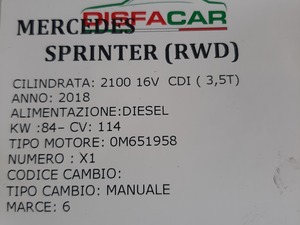 DISFACAR
MERCEDES
SPRINTER (RWD)
CILINDRATA: 2100 16V CDI ( 3,5T)
ANNO: 2018
ALIMENTAZIONE:DIESEL
KW :84– CV: 114
TIPO MOTORE: 0M651958
NUMERO : X1
CODICE CAMBIO:
TIPO CAMBIO: MANUALE
MARCE: 6